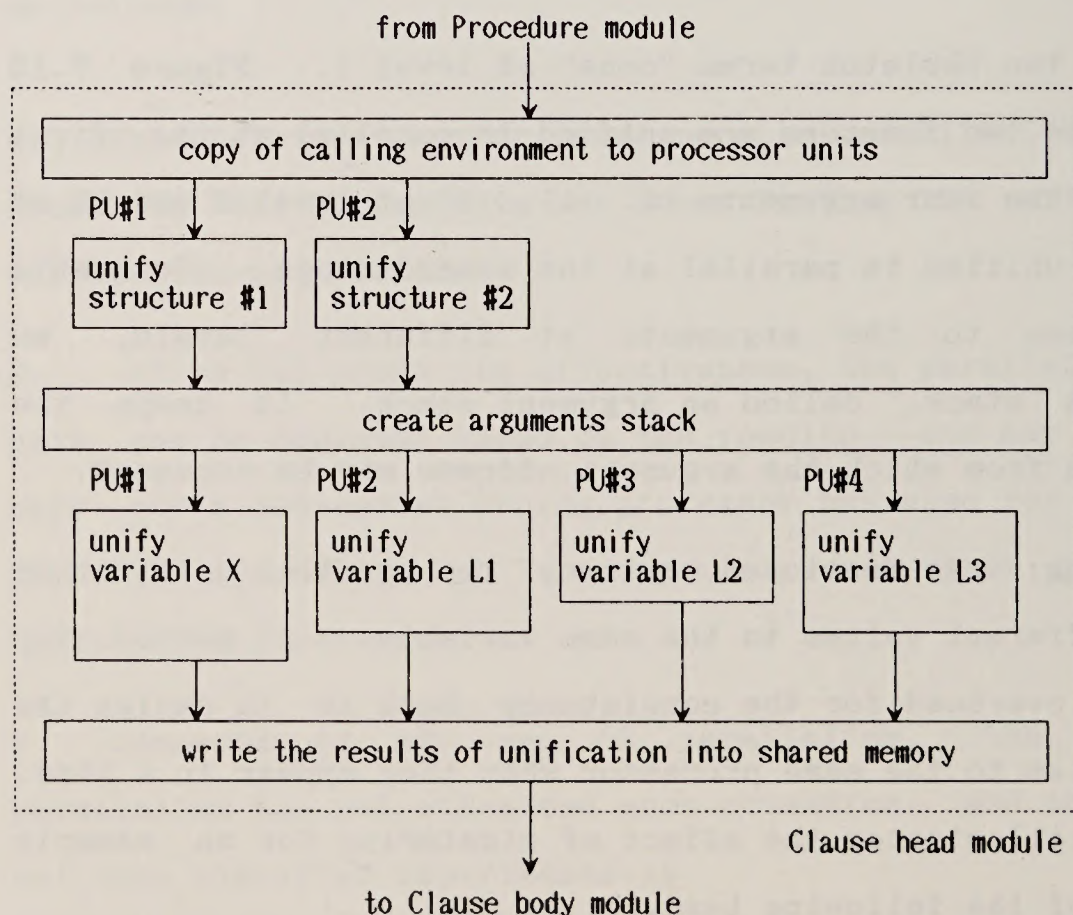 from Procedure module
copy of calling environment to processor units
PU#1 PU#2
unify unify
structure #1 structure #2
create arguments stack
PU#1 PU#2 PU#3 PU#4
unify unify unify unify
variable X variable L1 variable L2 variable L3
write the results of unification into shared memory
Clause head module
to Clause body module